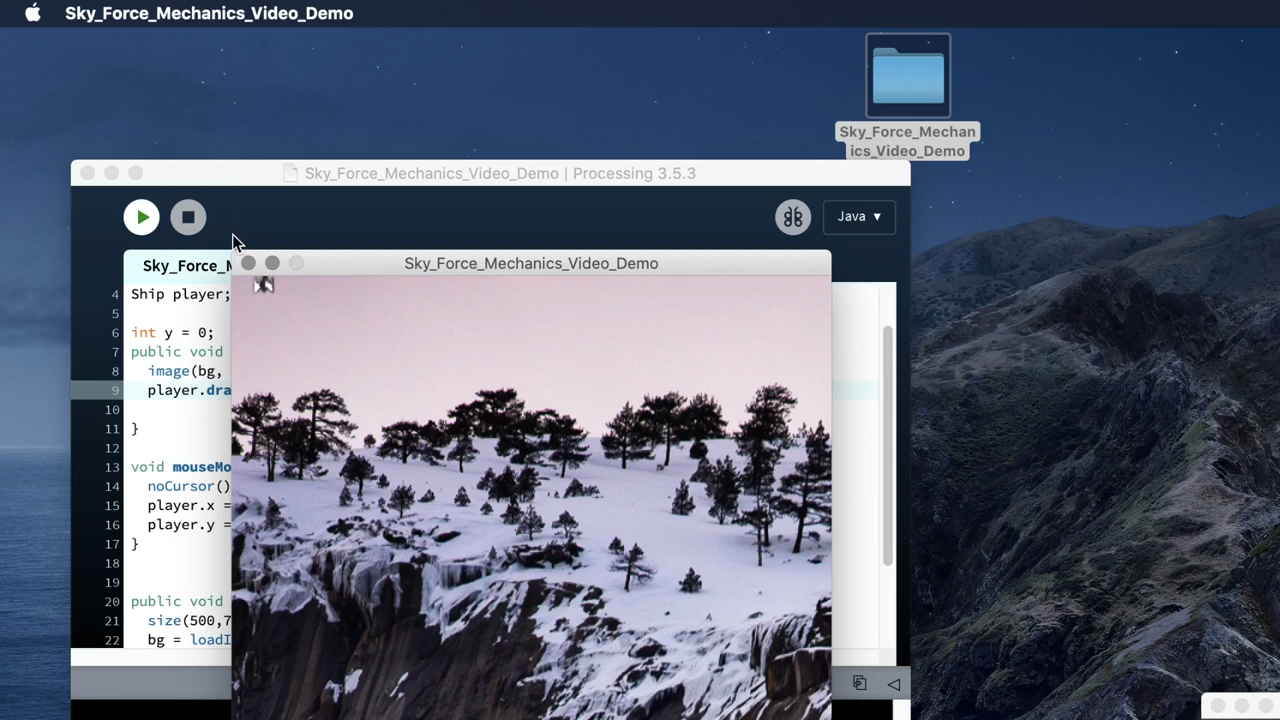 Sky_Force_Mechanics_Video_Demo
Sky_Force_Mechan
ics_Video_Demo
Sky_Force_Mechanics_Video_Demo | Processing 3.5.3
Java ▼
Sky_Force_M
Sky_Force_Mechanics_Video_Demo
4 Ship player;
5
6 int y = 0;
7 public void
8 image(bg,
9 player.dra
10
11 }
12
13 void mouseMo
14 noCursor()
15 player.x =
16 player.y =
17 }
18
19
20 public void
21 size(500,7
22 bg = loadI